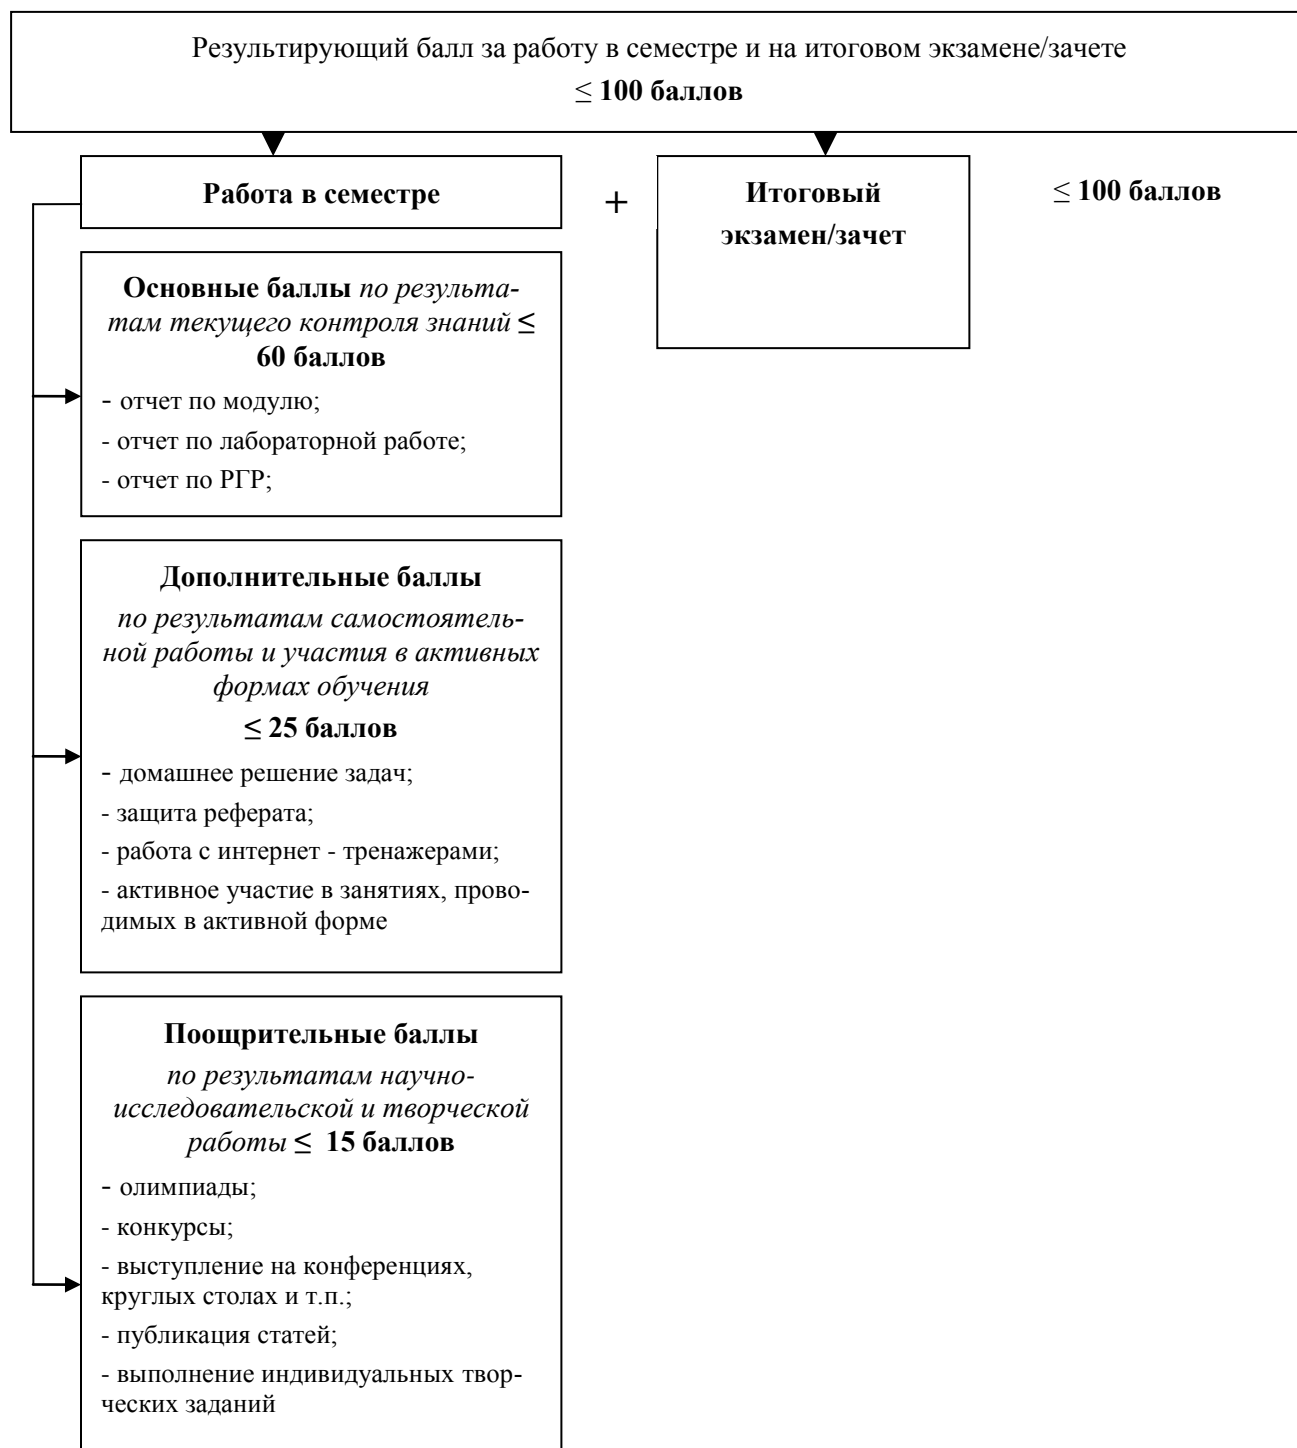 Результирующий балл за работу в семестре и на итоговом экзамене/зачете
≤ 100 баллов
Работа в семестре
+
Итоговый
экзамен/зачет
≤ 100 баллов
Основные баллы по результа-
там текущего контроля знаний ≤
60 баллов
- отчет по модулю;
- отчет по лабораторной работе;
- отчет по РГР;
Дополнительные баллы
по результатам самостоятель-
ной работы и участия в активных
формах обучения
≤ 25 баллов
- домашнее решение задач;
- защита реферата;
- работа с интернет - тренажерами;
- активное участие в занятиях, прово-
димых в активной форме
Поощрительные баллы
по результатам научно-
исследовательской и творческой
работы ≤ 15 баллов
- олимпиады;
- конкурсы;
- выступление на конференциях,
круглых столах и т.п.;
- публикация статей;
- выполнение индивидуальных твор-
ческих заданий